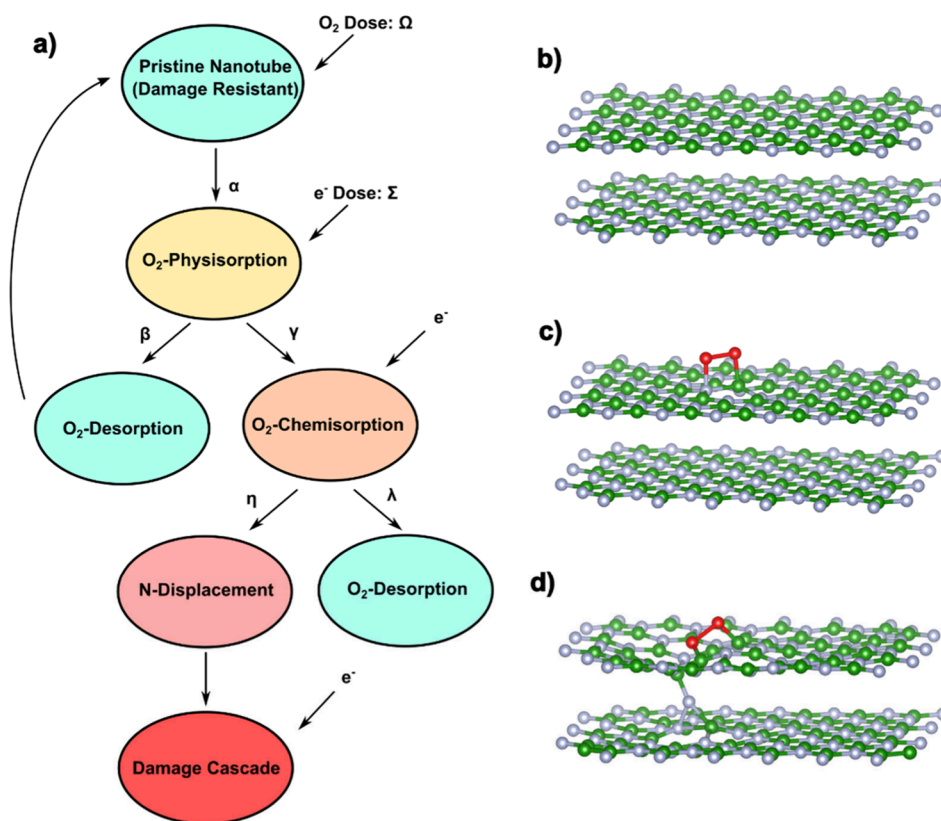 a)
O₂ Dose: Ω
Pristine Nanotube
(Damage Resistant)
α
e⁻ Dose: Σ
O₂-Physisorption
β
γ
e⁻
O₂-Desorption
O₂-Chemisorption
η
λ
N-Displacement
O₂-Desorption
e⁻
Damage Cascade
b)
c)
d)